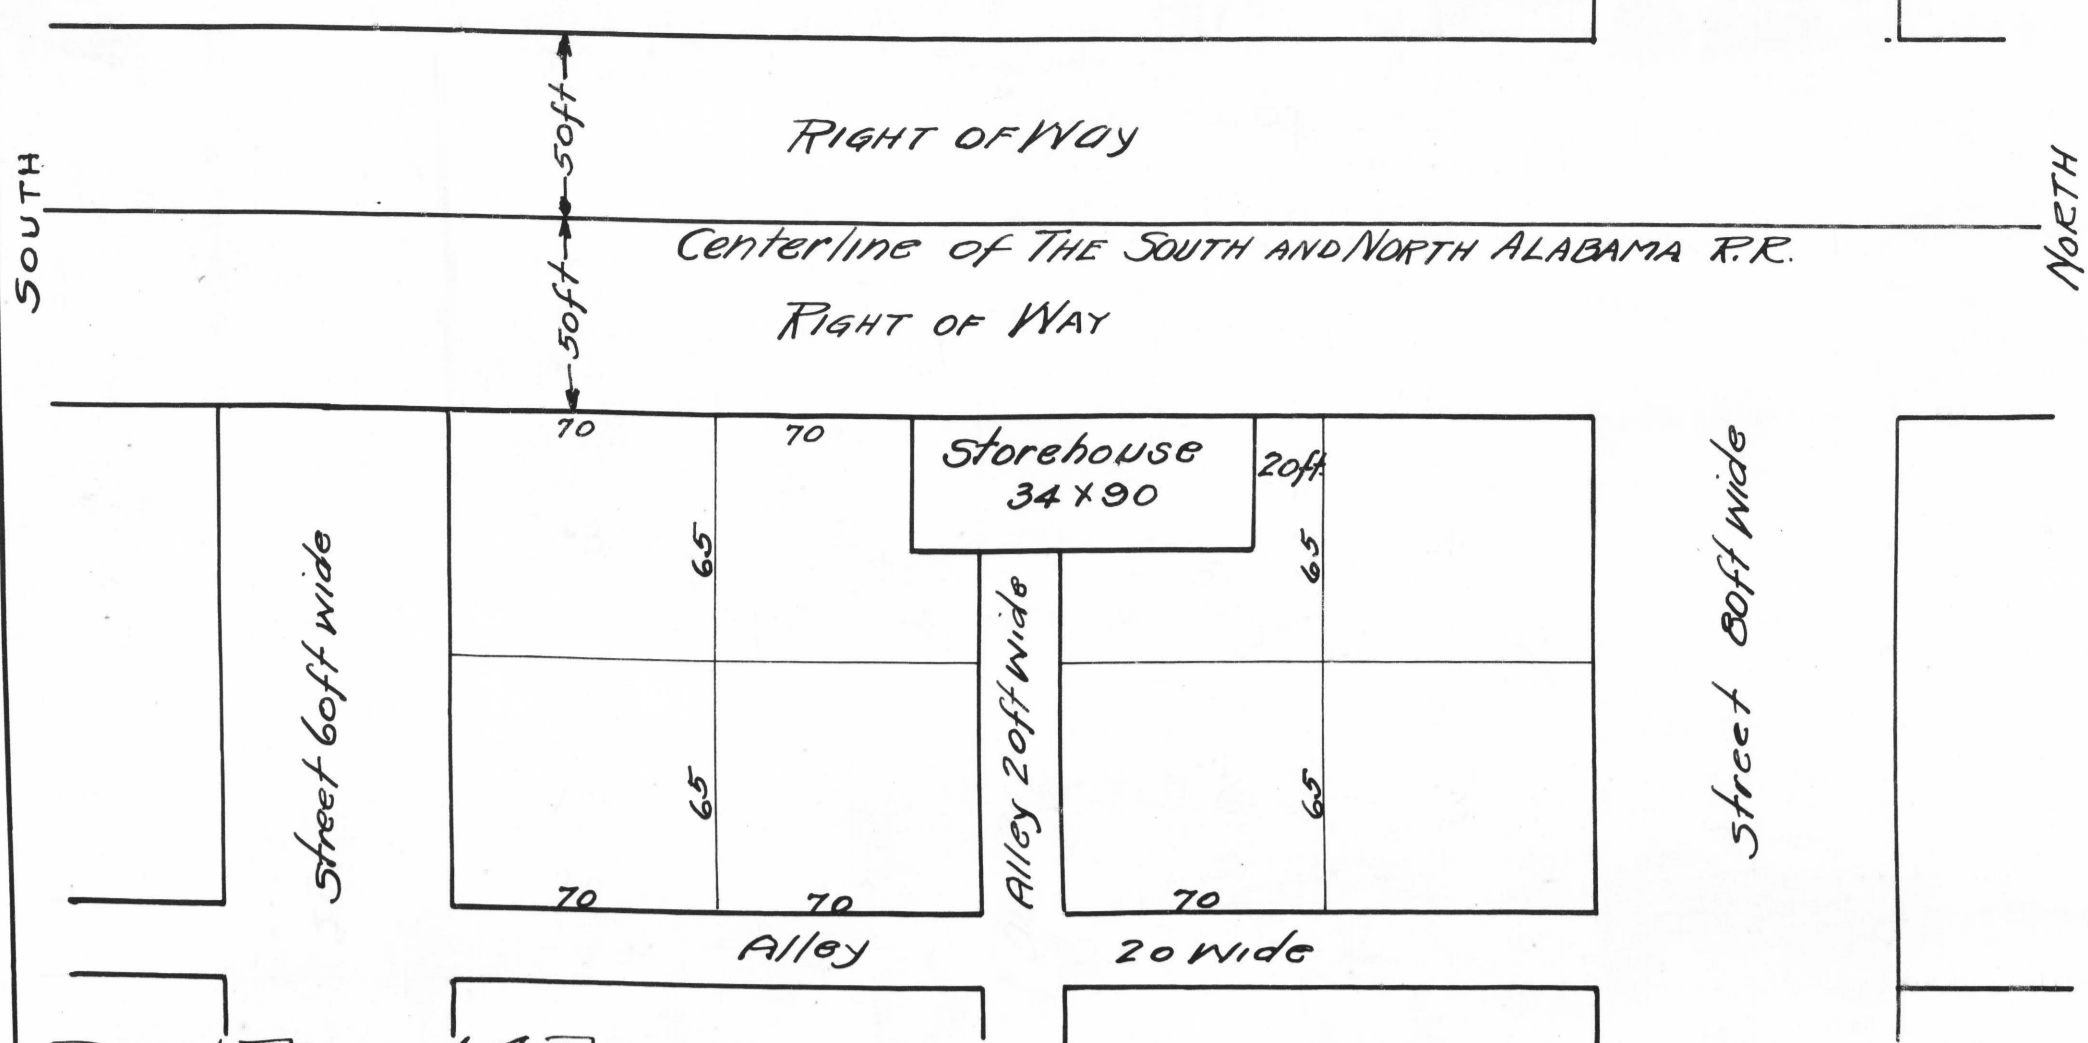 50ft
RIGHT OF WAY
SOUTH
NORTH
Centerline of THE SOUTH AND NORTH ALABAMA R.R.
50ft
RIGHT OF WAY
70
70
Storehouse
34 X 90
20ft
65
65
Street 60ft wide
Alley 20ft wide
Street 80ft wide
65
65
70
70
70
Alley 20 Wide